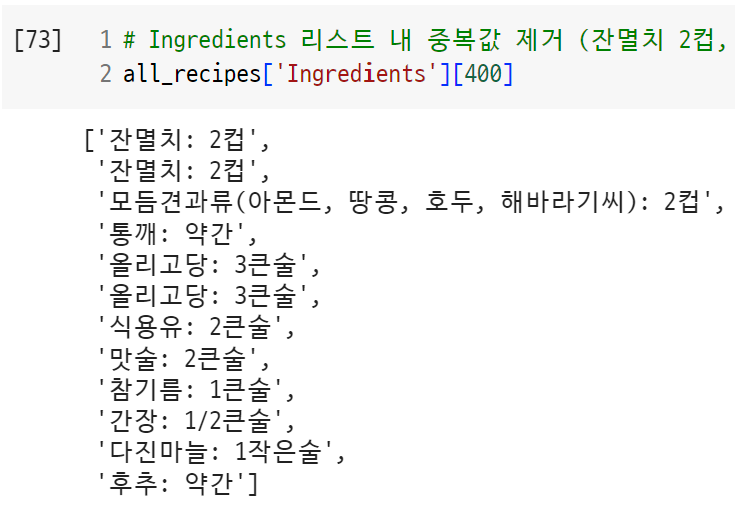 [73] 1 # Ingredients 리스트 내 중복값 제거 (잔멸치 2컵,
2 all_recipes['Ingredients'][400]
['잔멸치: 2컵',
'잔멸치: 2컵',
'모듬견과류(아몬드, 땅콩, 호두, 해바라기씨): 2컵',
'통깨: 약간',
'올리고당: 3큰술',
'올리고당: 3큰술',
'식용유: 2큰술',
'맛술: 2큰술',
'참기름: 1큰술',
'간장: 1/2큰술',
'다진마늘: 1작은술',
'후추: 약간']